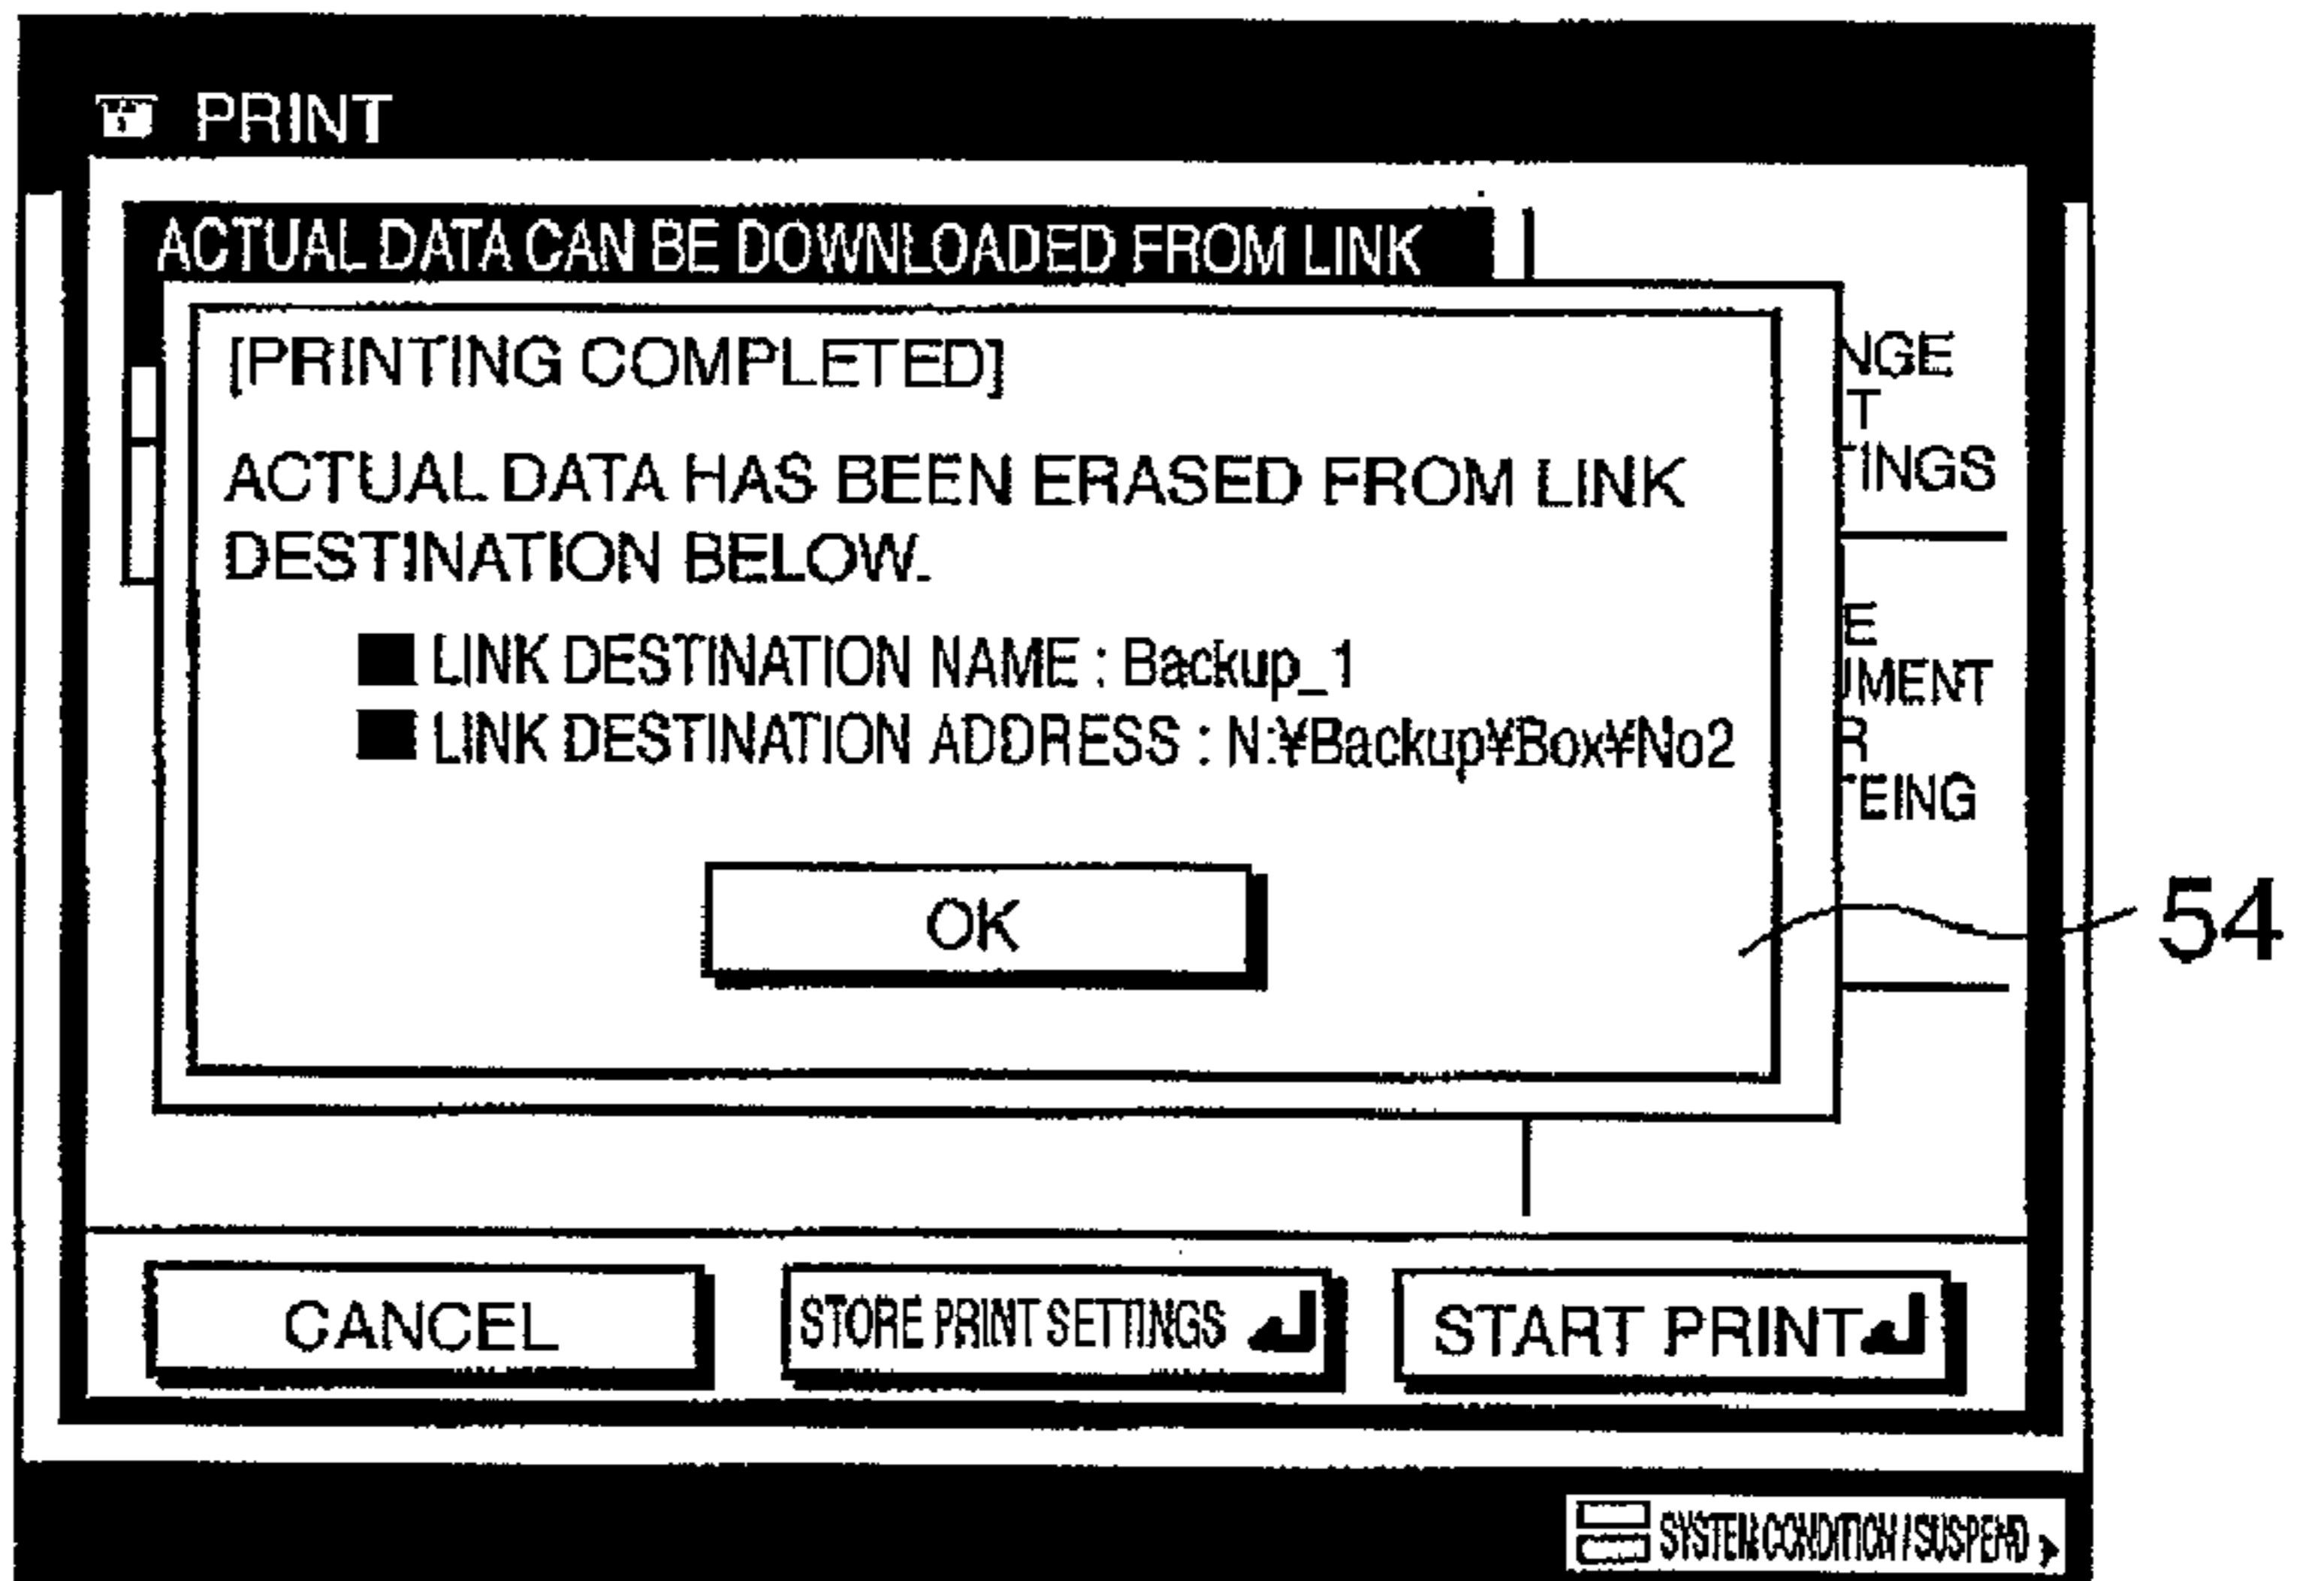 PRINT
ACTUAL DATA CAN BE DOWNLOADED FROM LINK
[PRINTING COMPLETED]
ACTUAL DATA HAS BEEN ERASED FROM LINK
DESTINATION BELOW.
LINK DESTINATION NAME : Backup_1
LINK DESTINATION ADDRESS : N:¥Backup¥Box¥No2
OK
NGE
T
TINGS
E
UMENT
R
TEING
54
CANCEL
STORE PRINT SETTINGS
START PRINT
SYSTEM CONDITION / SUSPEND